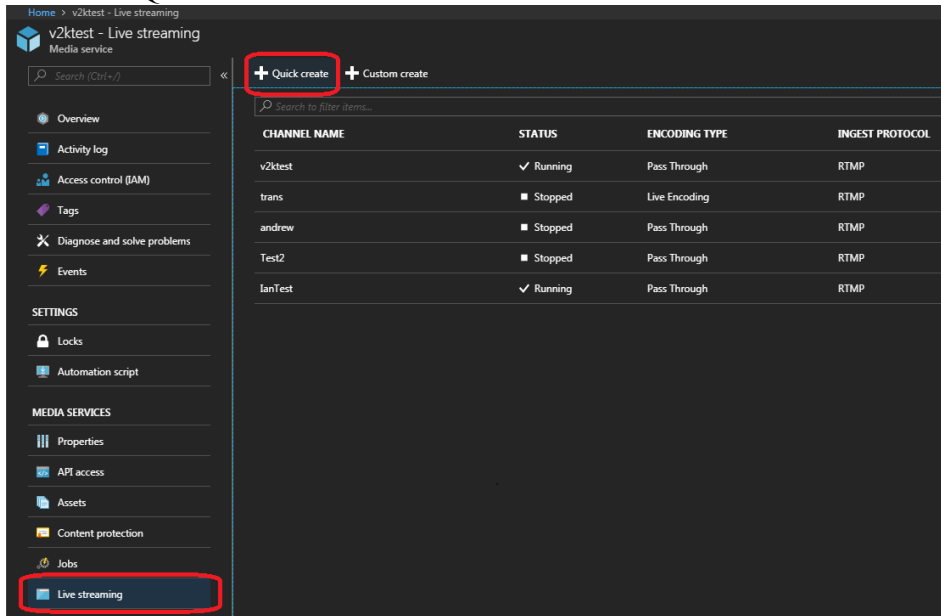 Home > v2ktest - Live streaming
v2ktest - Live streaming
Media service
Search (Ctrl+/)
«
Quick create
Custom create
Search to filter items...
Overview
Activity log
Access control (IAM)
Tags
Diagnose and solve problems
Events
SETTINGS
Locks
Automation script
MEDIA SERVICES
Properties
API access
Assets
Content protection
Jobs
Live streaming
CHANNEL NAME STATUS ENCODING TYPE INGEST PROTOCOL
v2ktest Running Pass Through RTMP
trans Stopped Live Encoding RTMP
andrew Stopped Pass Through RTMP
Test2 Stopped Pass Through RTMP
IanTest Running Pass Through RTMP